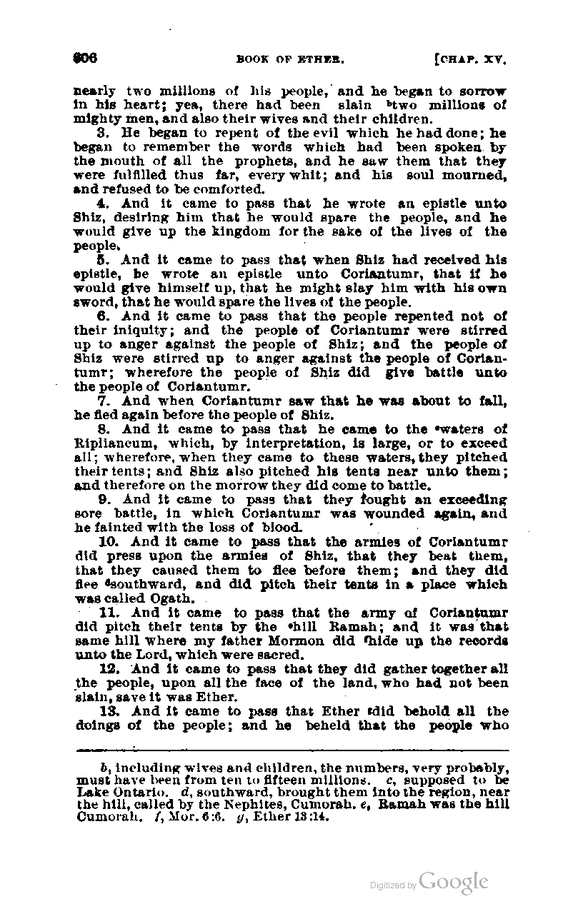 606 BOOK OF ETHER. [CHAP. XV.
nearly two millions of his people, and he began to sorrow
in his heart; yea, there had been slain ᵇtwo millions of
mighty men, and also their wives and their children.
3. He began to repent of the evil which he had done; he
began to remember the words which had been spoken by
the mouth of all the prophets, and he saw them that they
were fulfilled thus far, every whit; and his soul mourned,
and refused to be comforted.
4. And it came to pass that he wrote an epistle unto
Shiz, desiring him that he would spare the people, and he
would give up the kingdom for the sake of the lives of the
people.
5. And it came to pass that when Shiz had received his
epistle, he wrote an epistle unto Coriantumr, that if he
would give himself up, that he might slay him with his own
sword, that he would spare the lives of the people.
6. And it came to pass that the people repented not of
their iniquity; and the people of Coriantumr were stirred
up to anger against the people of Shiz; and the people of
Shiz were stirred up to anger against the people of Corian-
tumr; wherefore the people of Shiz did give battle unto
the people of Coriantumr.
7. And when Coriantumr saw that he was about to fall,
he fled again before the people of Shiz.
8. And it came to pass that he came to the ᶜwaters of
Ripliancum, which, by interpretation, is large, or to exceed
all; wherefore, when they came to these waters, they pitched
their tents; and Shiz also pitched his tents near unto them;
and therefore on the morrow they did come to battle.
9. And it came to pass that they fought an exceeding
sore battle, in which Coriantumr was wounded again, and
he fainted with the loss of blood.
10. And it came to pass that the armies of Coriantumr
did press upon the armies of Shiz, that they beat them,
that they caused them to flee before them; and they did
flee ᵈsouthward, and did pitch their tents in a place which
was called Ogath.
11. And it came to pass that the army of Coriantumr
did pitch their tents by the ᵉhill Ramah; and it was that
same hill where my father Mormon did ᶠhide up the records
unto the Lord, which were sacred.
12. And it came to pass that they did gather together all
the people, upon all the face of the land, who had not been
slain, save it was Ether.
13. And it came to pass that Ether ᵍdid behold all the
doings of the people; and he beheld that the people who
b, including wives and children, the numbers, very probably,
must have been from ten to fifteen millions. c, supposed to be
Lake Ontario. d, southward, brought them into the region, near
the hill, called by the Nephites, Cumorah. e, Ramah was the hill
Cumorah. f, Mor. 6:6. g, Ether 13:14.
Digitized by Google